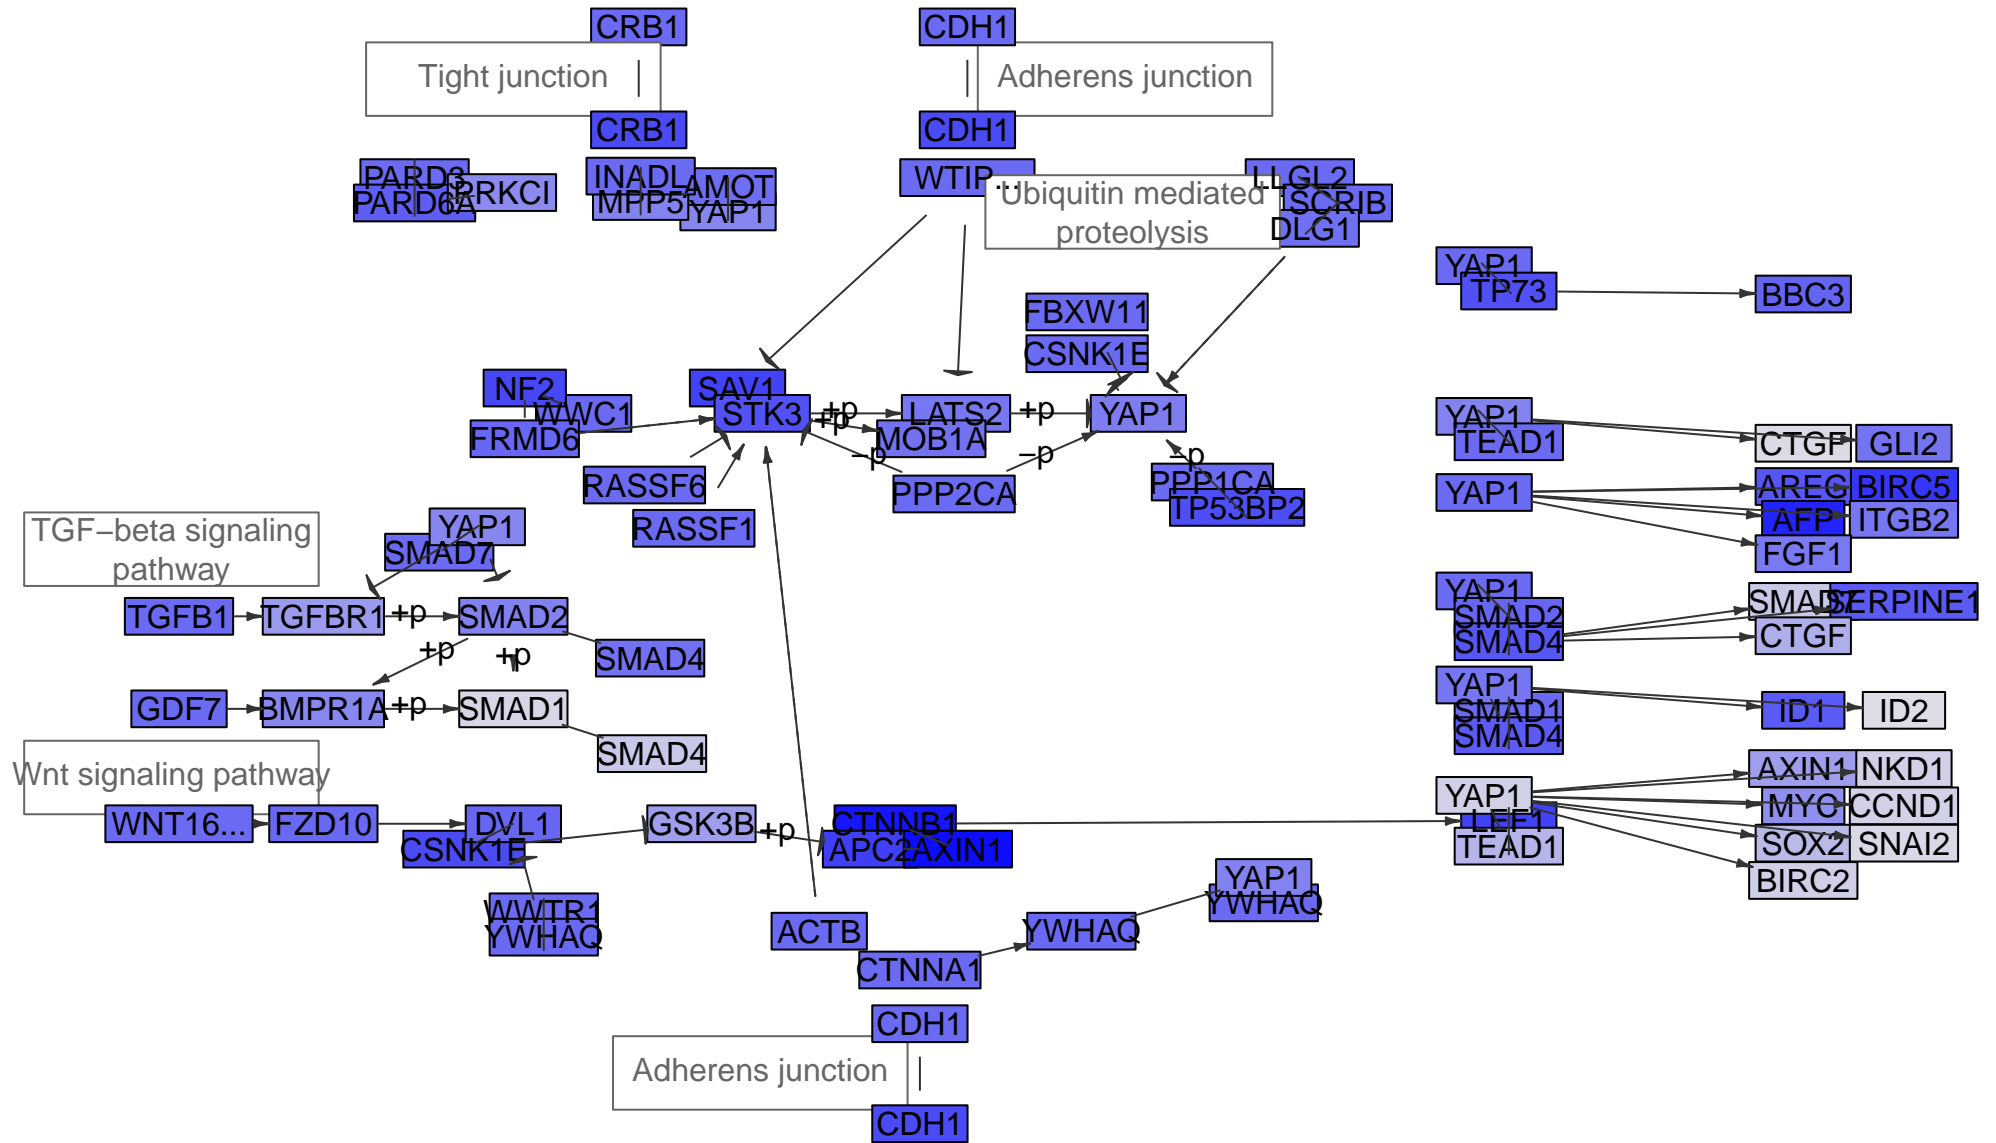 CRB1
CDH1
Tight junction
Adherens junction
CRB1
CDH1
PARD3
PRKCI
PARD6A
INADL
AMOT
MPP5
YAP1
WTIP...
LLGL2
Ubiquitin mediated
proteolysis
SCRIB
DLG1
YAP1
TP73
BBC3
FBXW11
CSNK1E
NF2
WWC1
FRMD6
SAV1
STK3
+p
+p
LATS2
MOB1A
+p
YAP1
−p
−p
−p
PPP2CA
PPP1CA
TP53BP2
RASSF6
RASSF1
YAP1
TEAD1
CTGF
GLI2
YAP1
AREG
BIRC5
AFP
ITGB2
FGF1
TGF−beta signaling
pathway
YAP1
SMAD7
TGFB1
TGFBR1
+p
SMAD2
+p
+p
SMAD4
GDF7
BMPR1A
+p
SMAD1
SMAD4
YAP1
SMAD2
SMAD4
SMAD7
SERPINE1
CTGF
YAP1
SMAD1
SMAD4
ID1
ID2
Wnt signaling pathway
WNT16...
FZD10
DVL1
CSNK1E
GSK3B
+p
CTNNB1
APC2
AXIN1
YAP1
LEF1
TEAD1
AXIN1
NKD1
MYC
CCND1
SOX2
SNAI2
BIRC2
WWTR1
YWHAQ
ACTB
CTNNA1
YWHAQ
YAP1
YWHAQ
CDH1
Adherens junction
CDH1